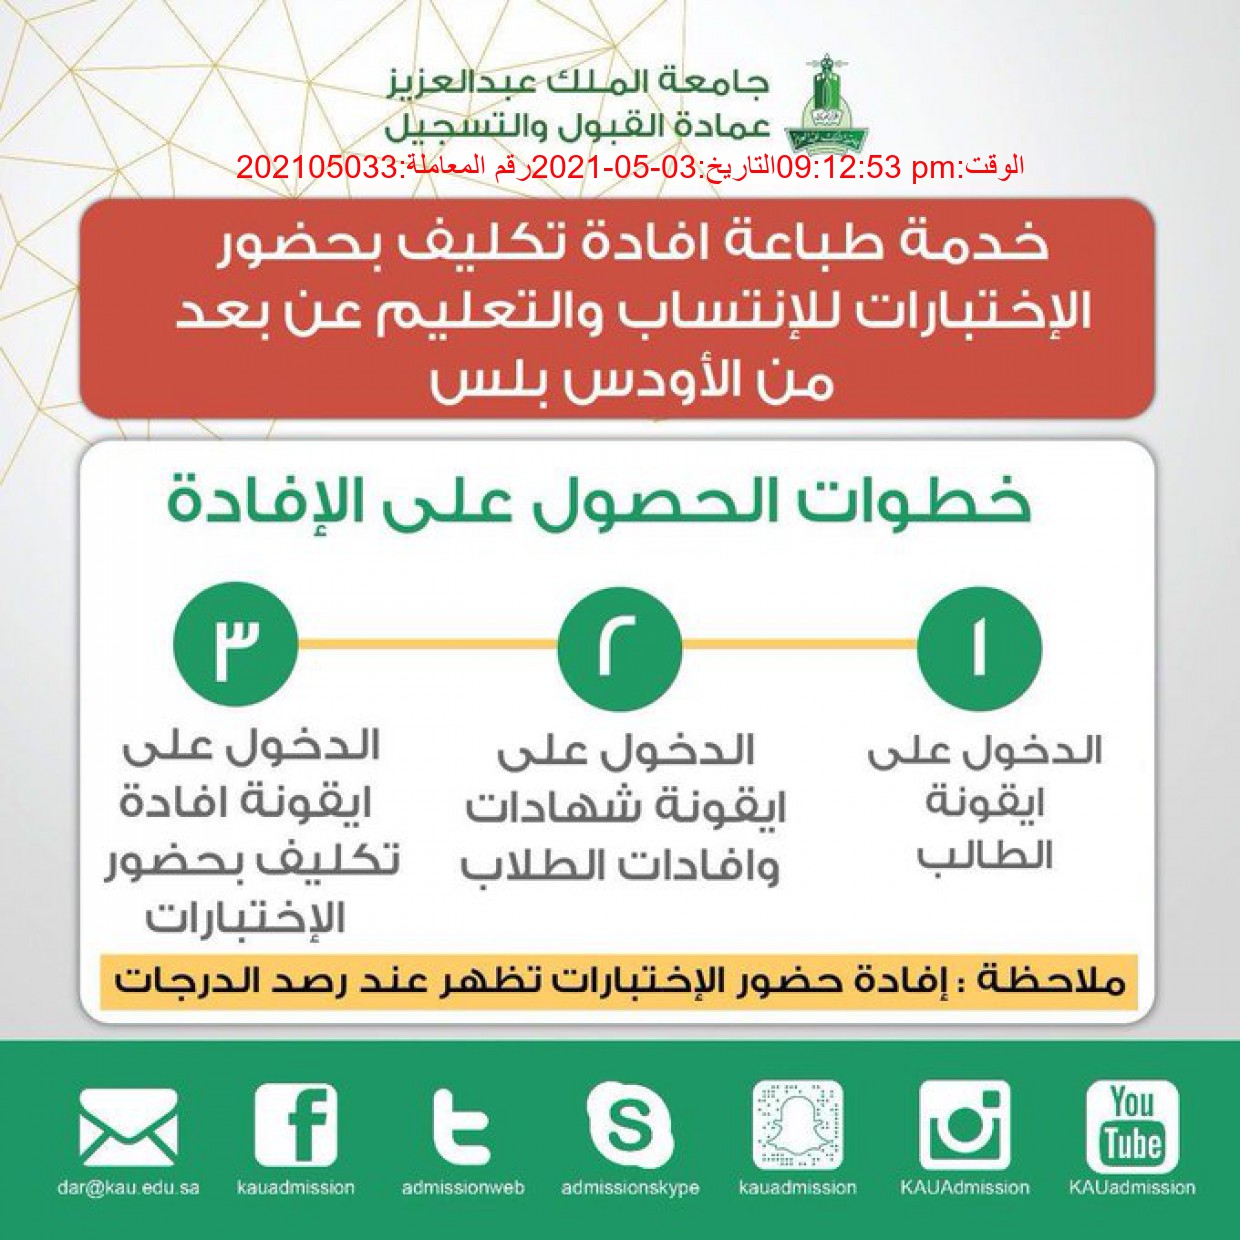 جامعة الملك عبدالعزيز
عمادة القبول والتسجيل
الوقت:09:12:53 pmالتاريخ:03-05-2021رقم المعاملة:202105033
خدمة طباعة افادة تكليف بحضور
الإختبارات للإنتساب والتعليم عن بعد
من الأودس بلس
خطوات الحصول على الإفادة
١
الدخول على
ايقونة
الطالب
٢
الدخول على
ايقونة شهادات
وافادات الطلاب
٣
الدخول على
ايقونة افادة
تكليف بحضور
الإختبارات
ملاحظة : إفادة حضور الإختبارات تظهر عند رصد الدرجات
You
Tube
dar@kau.edu.sa kauadmission admissionweb admissionskype kauadmission KAUAdmission KAUadmission